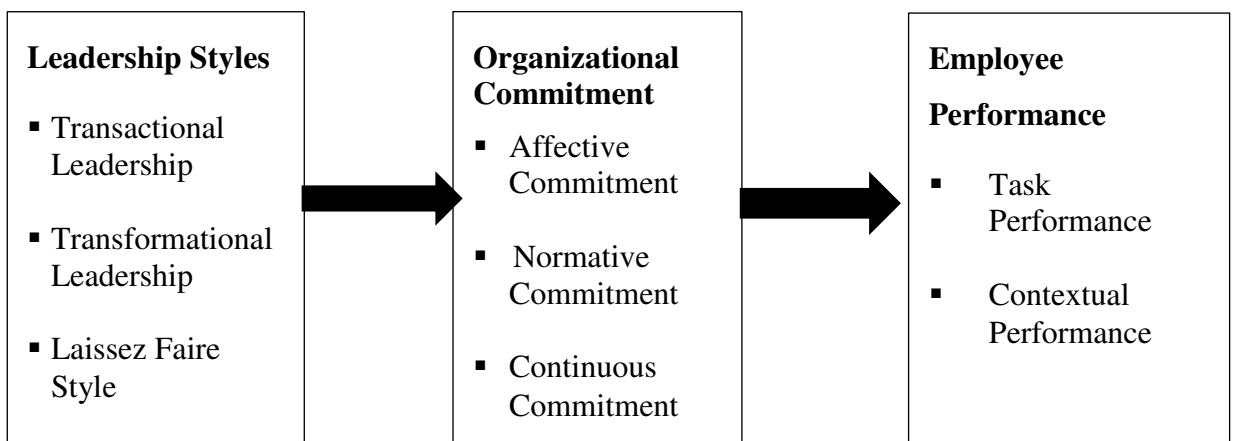 Leadership Styles
▪ Transactional
Leadership
▪ Transformational
Leadership
▪ Laissez Faire
Style
Organizational
Commitment
▪ Affective
Commitment
▪ Normative
Commitment
▪ Continuous
Commitment
Employee
Performance
▪ Task
Performance
▪ Contextual
Performance